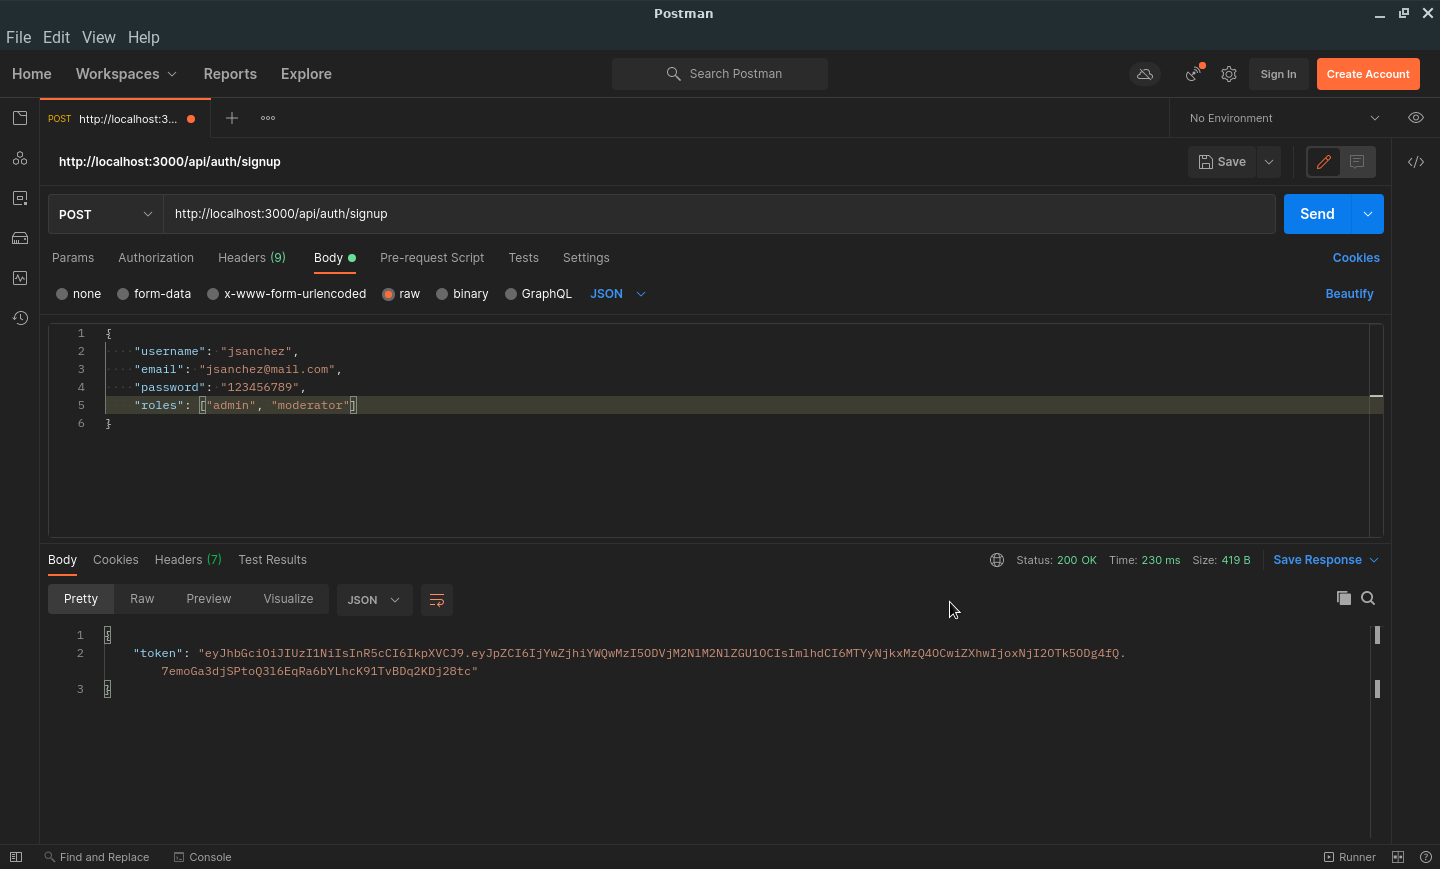 Postman
File Edit View Help
Home Workspaces Reports Explore Search Postman Sign In Create Account
POST http://localhost:3... No Environment
http://localhost:3000/api/auth/signup Save
POST http://localhost:3000/api/auth/signup Send
Params Authorization Headers (9) Body Pre-request Script Tests Settings Cookies
none form-data x-www-form-urlencoded raw binary GraphQL JSON Beautify
1 {
2 "username": "jsanchez",
3 "email": "jsanchez@mail.com",
4 "password": "123456789",
5 "roles": ["admin", "moderator"]
6 }
Body Cookies Headers (7) Test Results Status: 200 OK Time: 230 ms Size: 419 B Save Response
Pretty Raw Preview Visualize JSON
1 {
2 "token": "eyJhbGciOiJIUzI1NiIsInR5cCI6IkpXVCJ9.eyJpZCI6IjYwZjhiYWQwMzI5ODVjM2NlM2NlZGU1OCIsImlhdCI6MTYyNjkxMzQ4OCwiZXhwIjoxNjI2OTk5ODg4fQ.
7emoGa3djSPtoQ3l6EqRa6bYLhcK91TvBDq2KDj28tc"
3 }
Find and Replace Console Runner